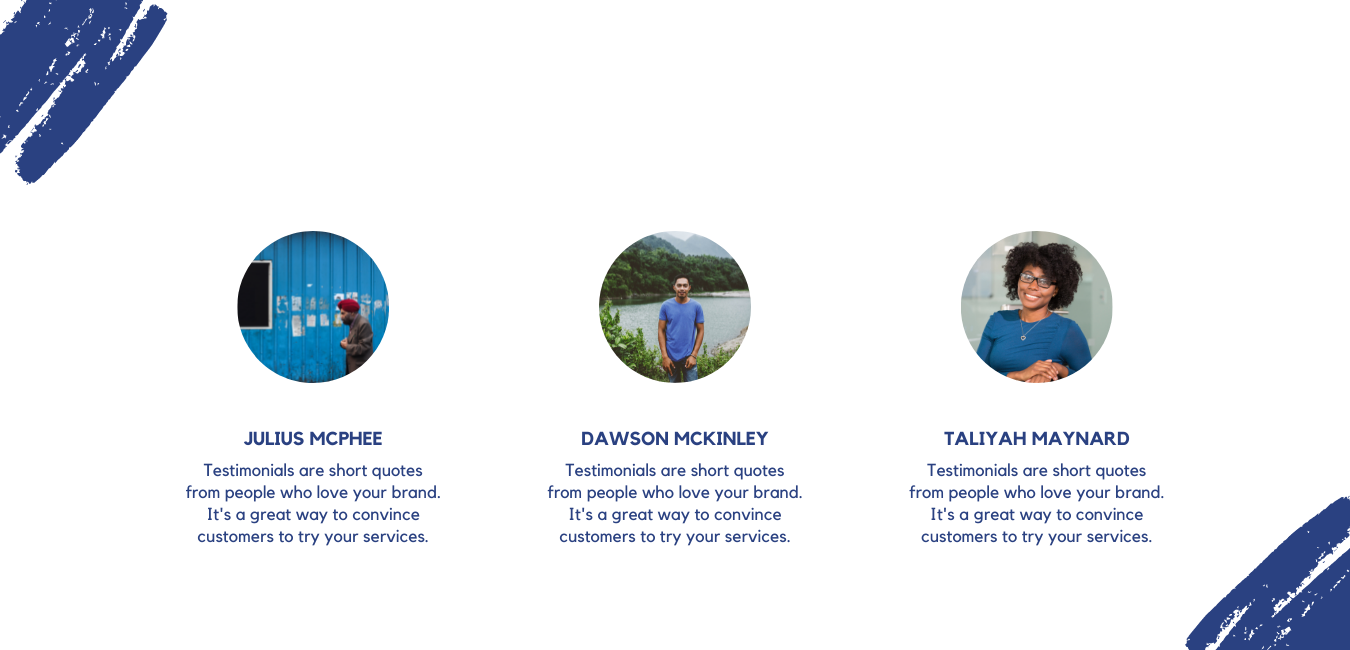 JULIUS MCPHEE
Testimonials are short quotes
from people who love your brand.
It's a great way to convince
customers to try your services.
DAWSON MCKINLEY
Testimonials are short quotes
from people who love your brand.
It's a great way to convince
customers to try your services.
TALIYAH MAYNARD
Testimonials are short quotes
from people who love your brand.
It's a great way to convince
customers to try your services.